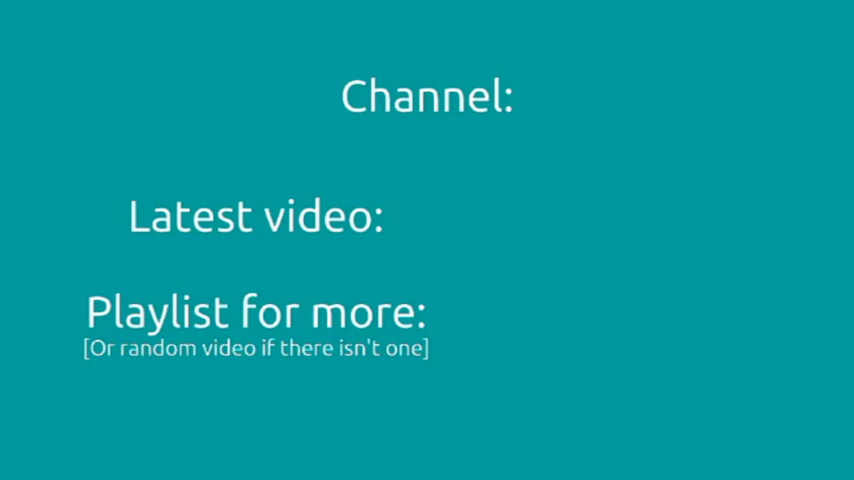 Channel:
Latest video:
Playlist for more:
[Or random video if there isn't one]